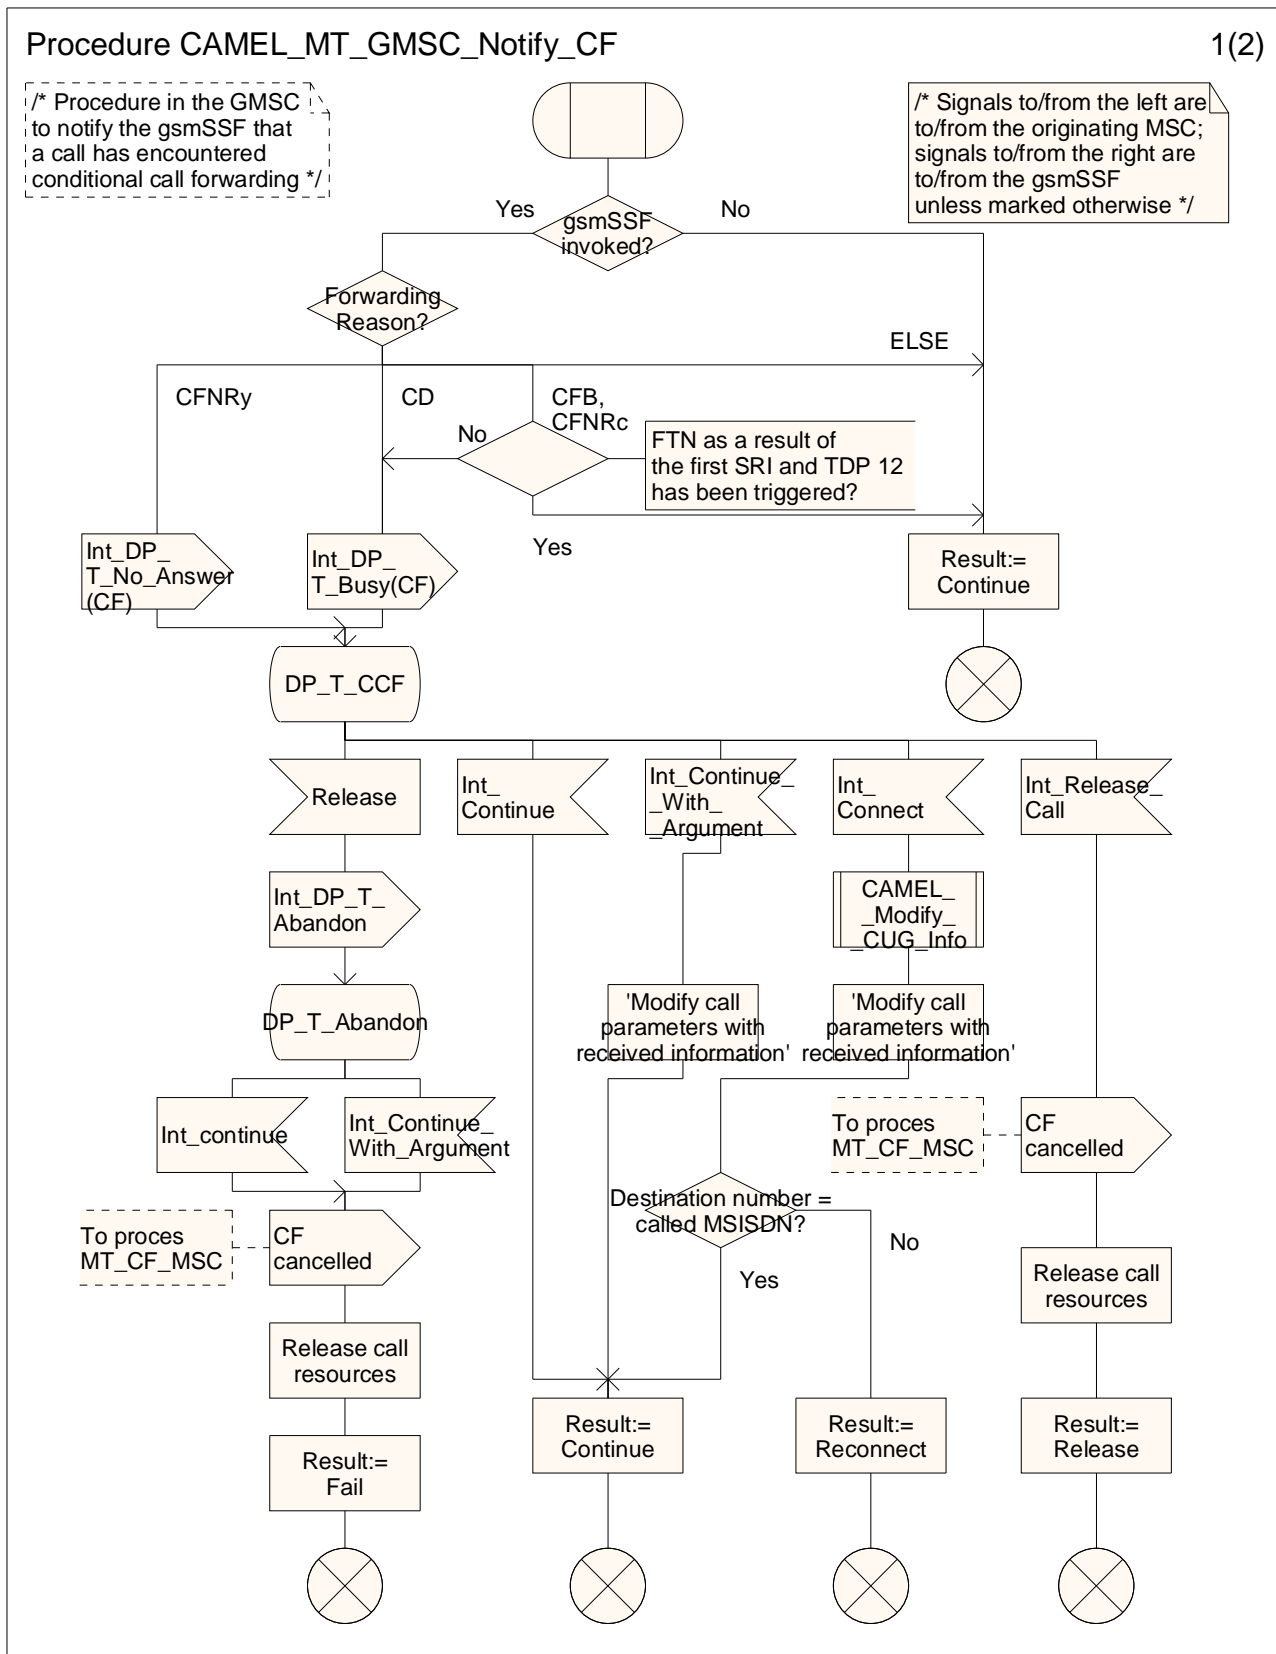 Procedure CAMEL_MT_GMSC_Notify_CF
1(2)
/* Procedure in the GMSC
to notify the gsmSSF that
a call has encountered
conditional call forwarding */
/* Signals to/from the left are
to/from the originating MSC;
signals to/from the right are
to/from the gsmSSF
unless marked otherwise */
Yes
gsmSSF
invoked?
No
Forwarding
Reason?
ELSE
CFNRy
CD
CFB,
CFNRc
No
FTN as a result of
the first SRI and TDP 12
has been triggered?
Yes
Int_DP_
T_No_Answer
(CF)
Int_DP_
T_Busy(CF)
Result:=
Continue
DP_T_CCF
Release
Int_
Continue
Int_Continue_
_With_
_Argument
Int_
Connect
Int_Release_
Call
Int_DP_T_
Abandon
CAMEL_
_Modify_
_CUG_Info
DP_T_Abandon
'Modify call
parameters with
received information'
'Modify call
parameters with
received information'
Int_continue
Int_Continue_
With_Argument
To proces
MT_CF_MSC
CF
cancelled
Destination number =
called MSISDN?
No
Yes
To proces
MT_CF_MSC
CF
cancelled
Release call
resources
Release call
resources
Result:=
Fail
Result:=
Continue
Result:=
Reconnect
Result:=
Release